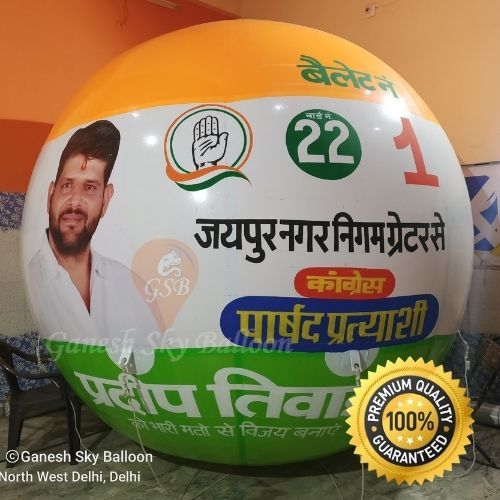 बैलेट नं.
वार्ड नं.
22
1
जयपुर नगर निगम ग्रेटर से
कांग्रेस
पार्षद प्रत्याशी
GSB
Ganesh Sky Balloon
प्रदीप
को भारी मतों से विजय बनाएं
PREMIUM QUALITY
100%
GUARANTEED
©Ganesh Sky Balloon
North West Delhi, Delhi